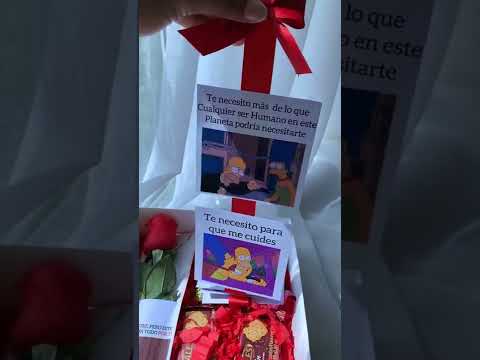 Te necesito más de lo que
Cualquier ser Humano en este
Planeta podría necesitarte
Te necesito para
que me cuides